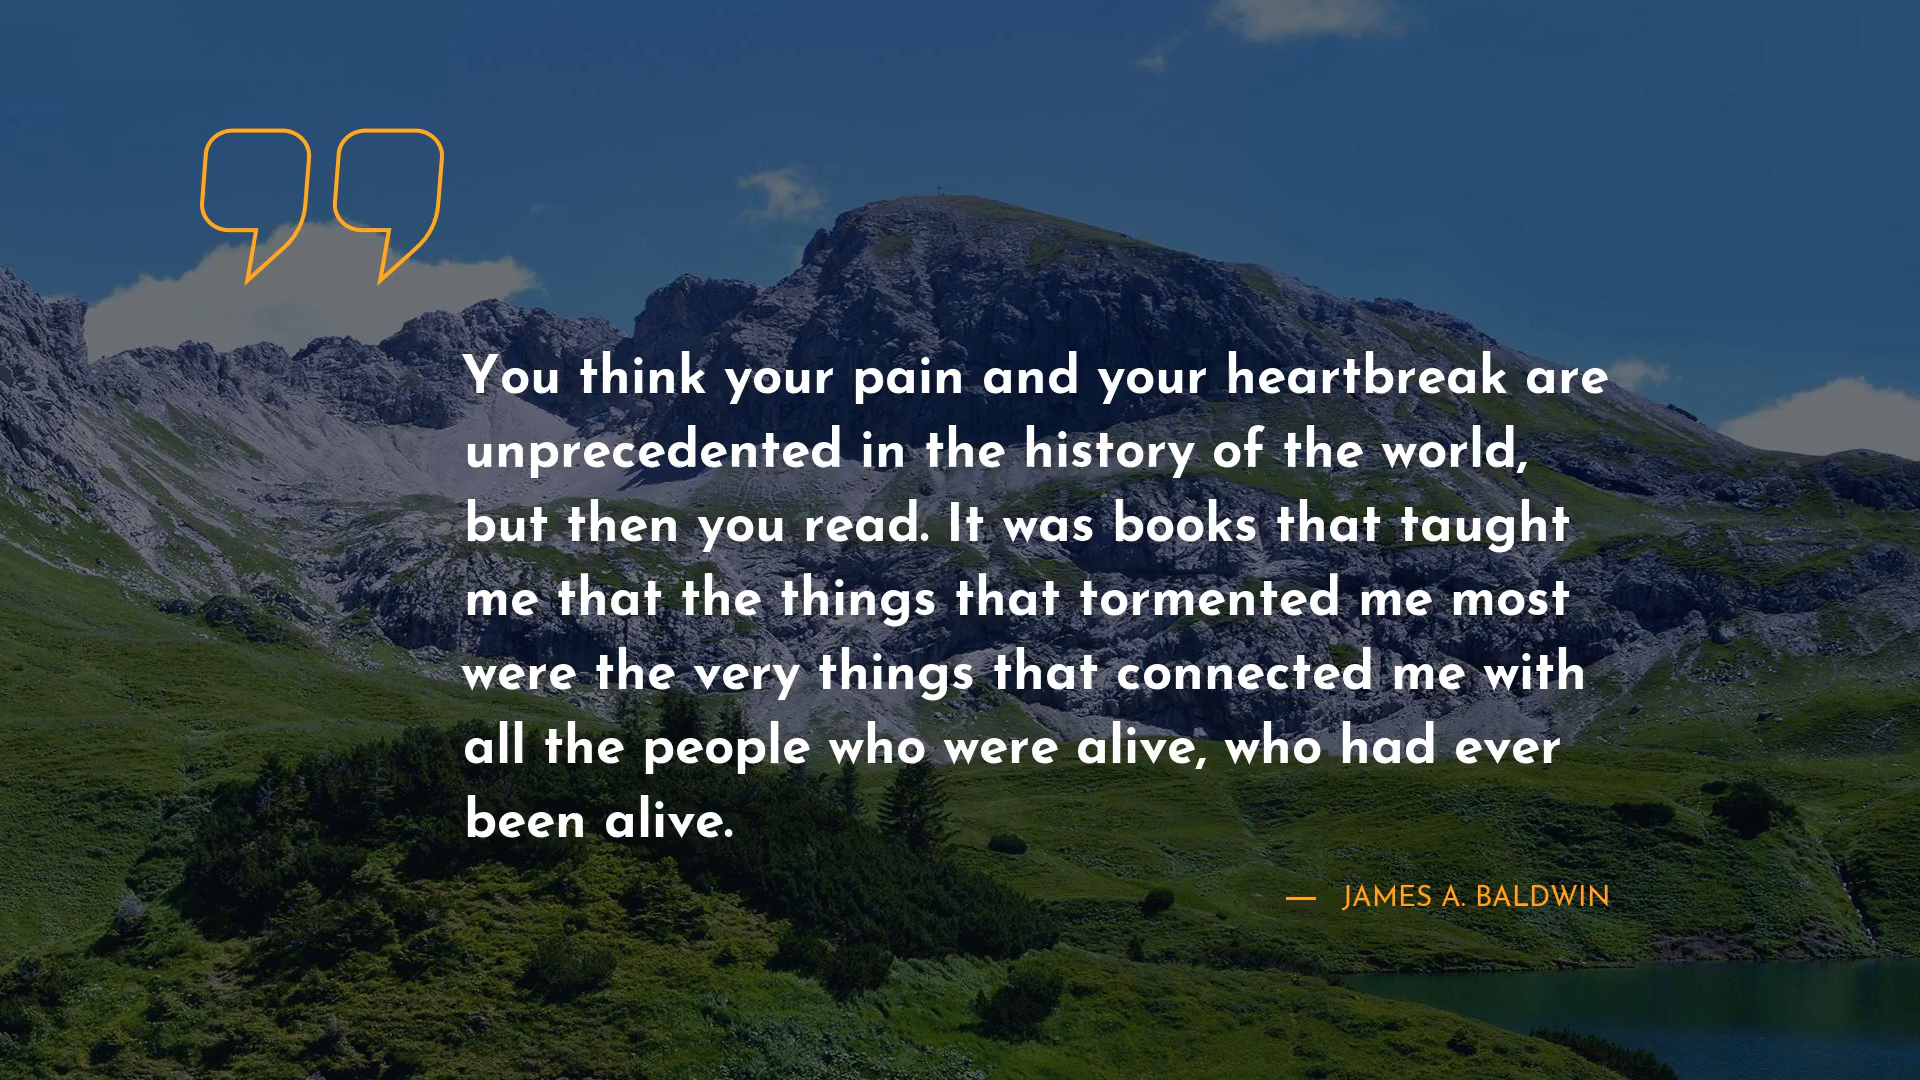 You think your pain and your heartbreak are
unprecedented in the history of the world,
but then you read. It was books that taught
me that the things that tormented me most
were the very things that connected me with
all the people who were alive, who had ever
been alive.
— JAMES A. BALDWIN